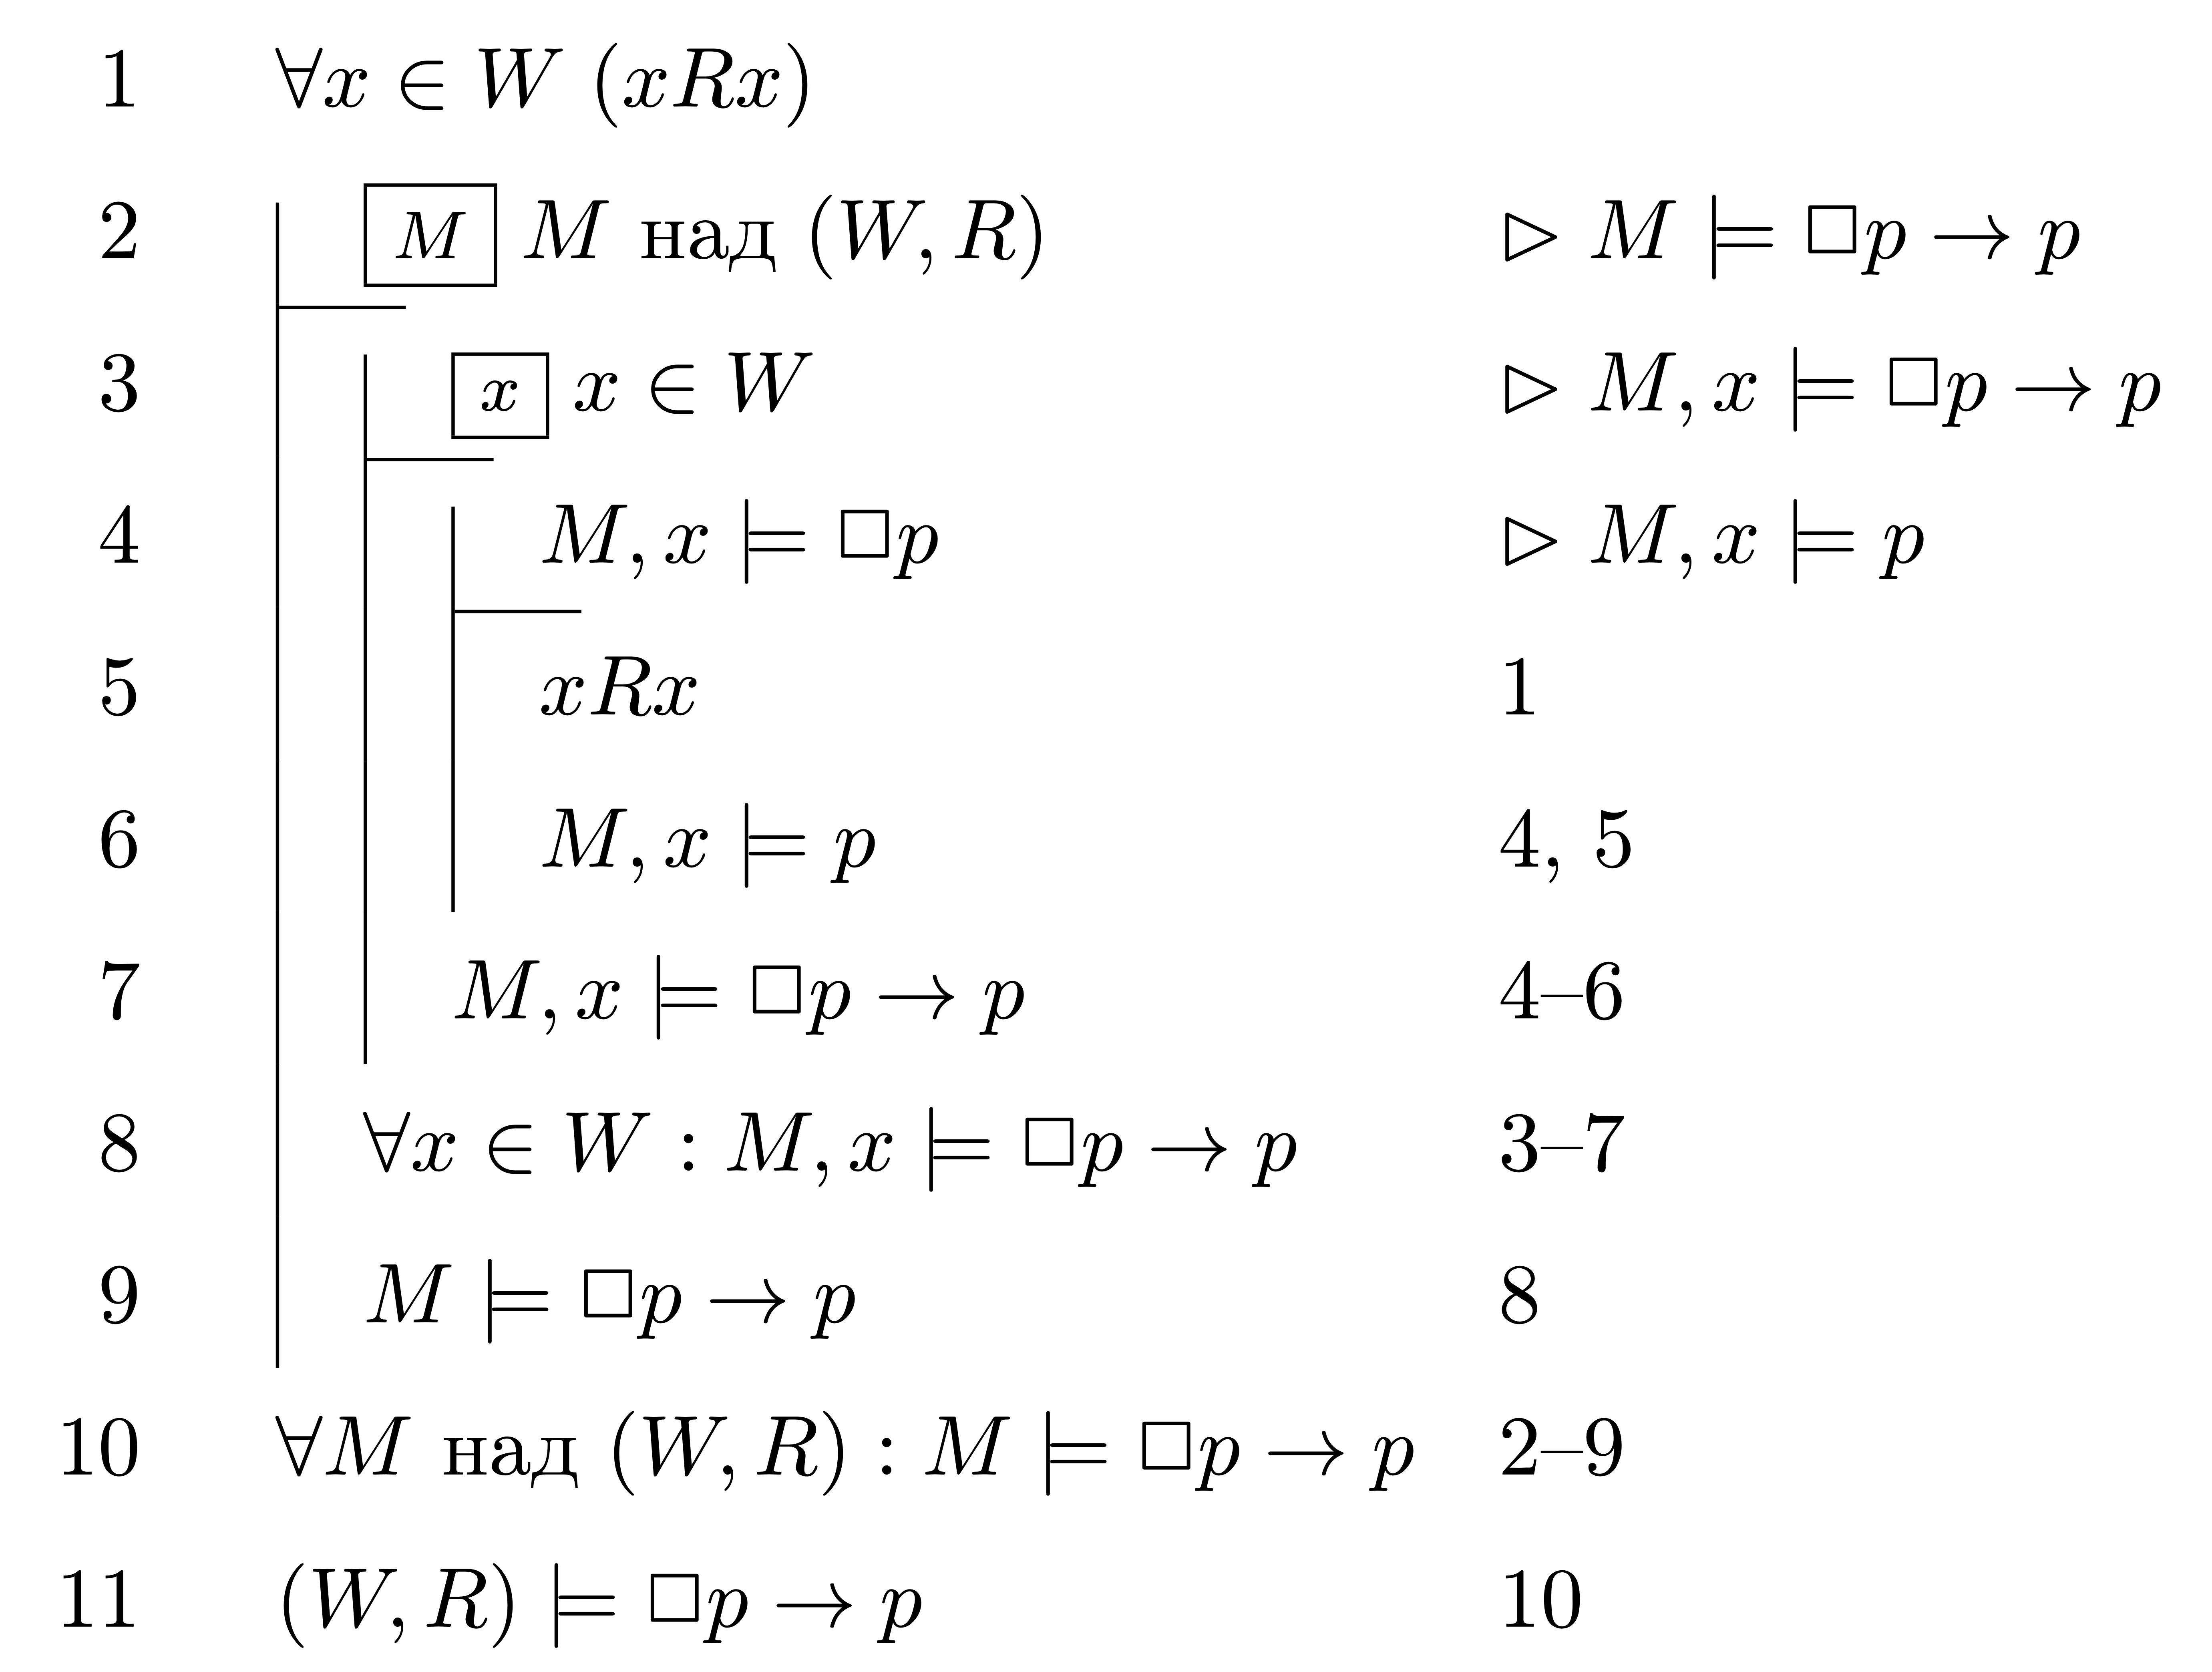 1 ∀x ∈ W (xRx)
2 M M над (W, R) ▷ M ⊨ □p → p
3 x x ∈ W ▷ M, x ⊨ □p → p
4 M, x ⊨ □p ▷ M, x ⊨ p
5 xRx 1
6 M, x ⊨ p 4, 5
7 M, x ⊨ □p → p 4–6
8 ∀x ∈ W : M, x ⊨ □p → p 3–7
9 M ⊨ □p → p 8
10 ∀M над (W, R) : M ⊨ □p → p 2–9
11 (W, R) ⊨ □p → p 10